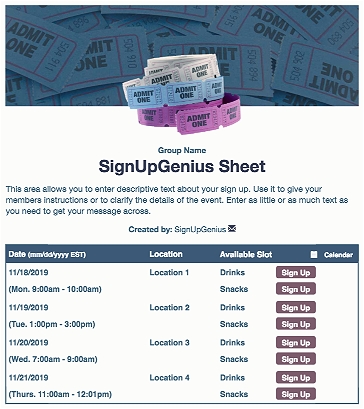 ADMIT ONE
ADMIT ONE
ADMIT ONE
ADMIT ONE
ADMIT ONE
Group Name
SignUpGenius Sheet
This area allows you to enter descriptive text about your sign up. Use it to give your
members instructions or to clarify the details of the event. Enter as little or as much text as
you need to get your message across.
Created by: SignUpGenius
Date (mm/dd/yyyy EST) Location Available Slot Calendar
11/18/2019 Location 1 Drinks Sign Up
(Mon. 9:00am - 10:00am) Snacks Sign Up
11/19/2019 Location 2 Drinks Sign Up
(Tue. 1:00pm - 3:00pm) Snacks Sign Up
11/20/2019 Location 3 Drinks Sign Up
(Wed. 7:00am - 9:00am) Snacks Sign Up
11/21/2019 Location 4 Drinks Sign Up
(Thurs. 11:00am - 12:01pm) Snacks Sign Up